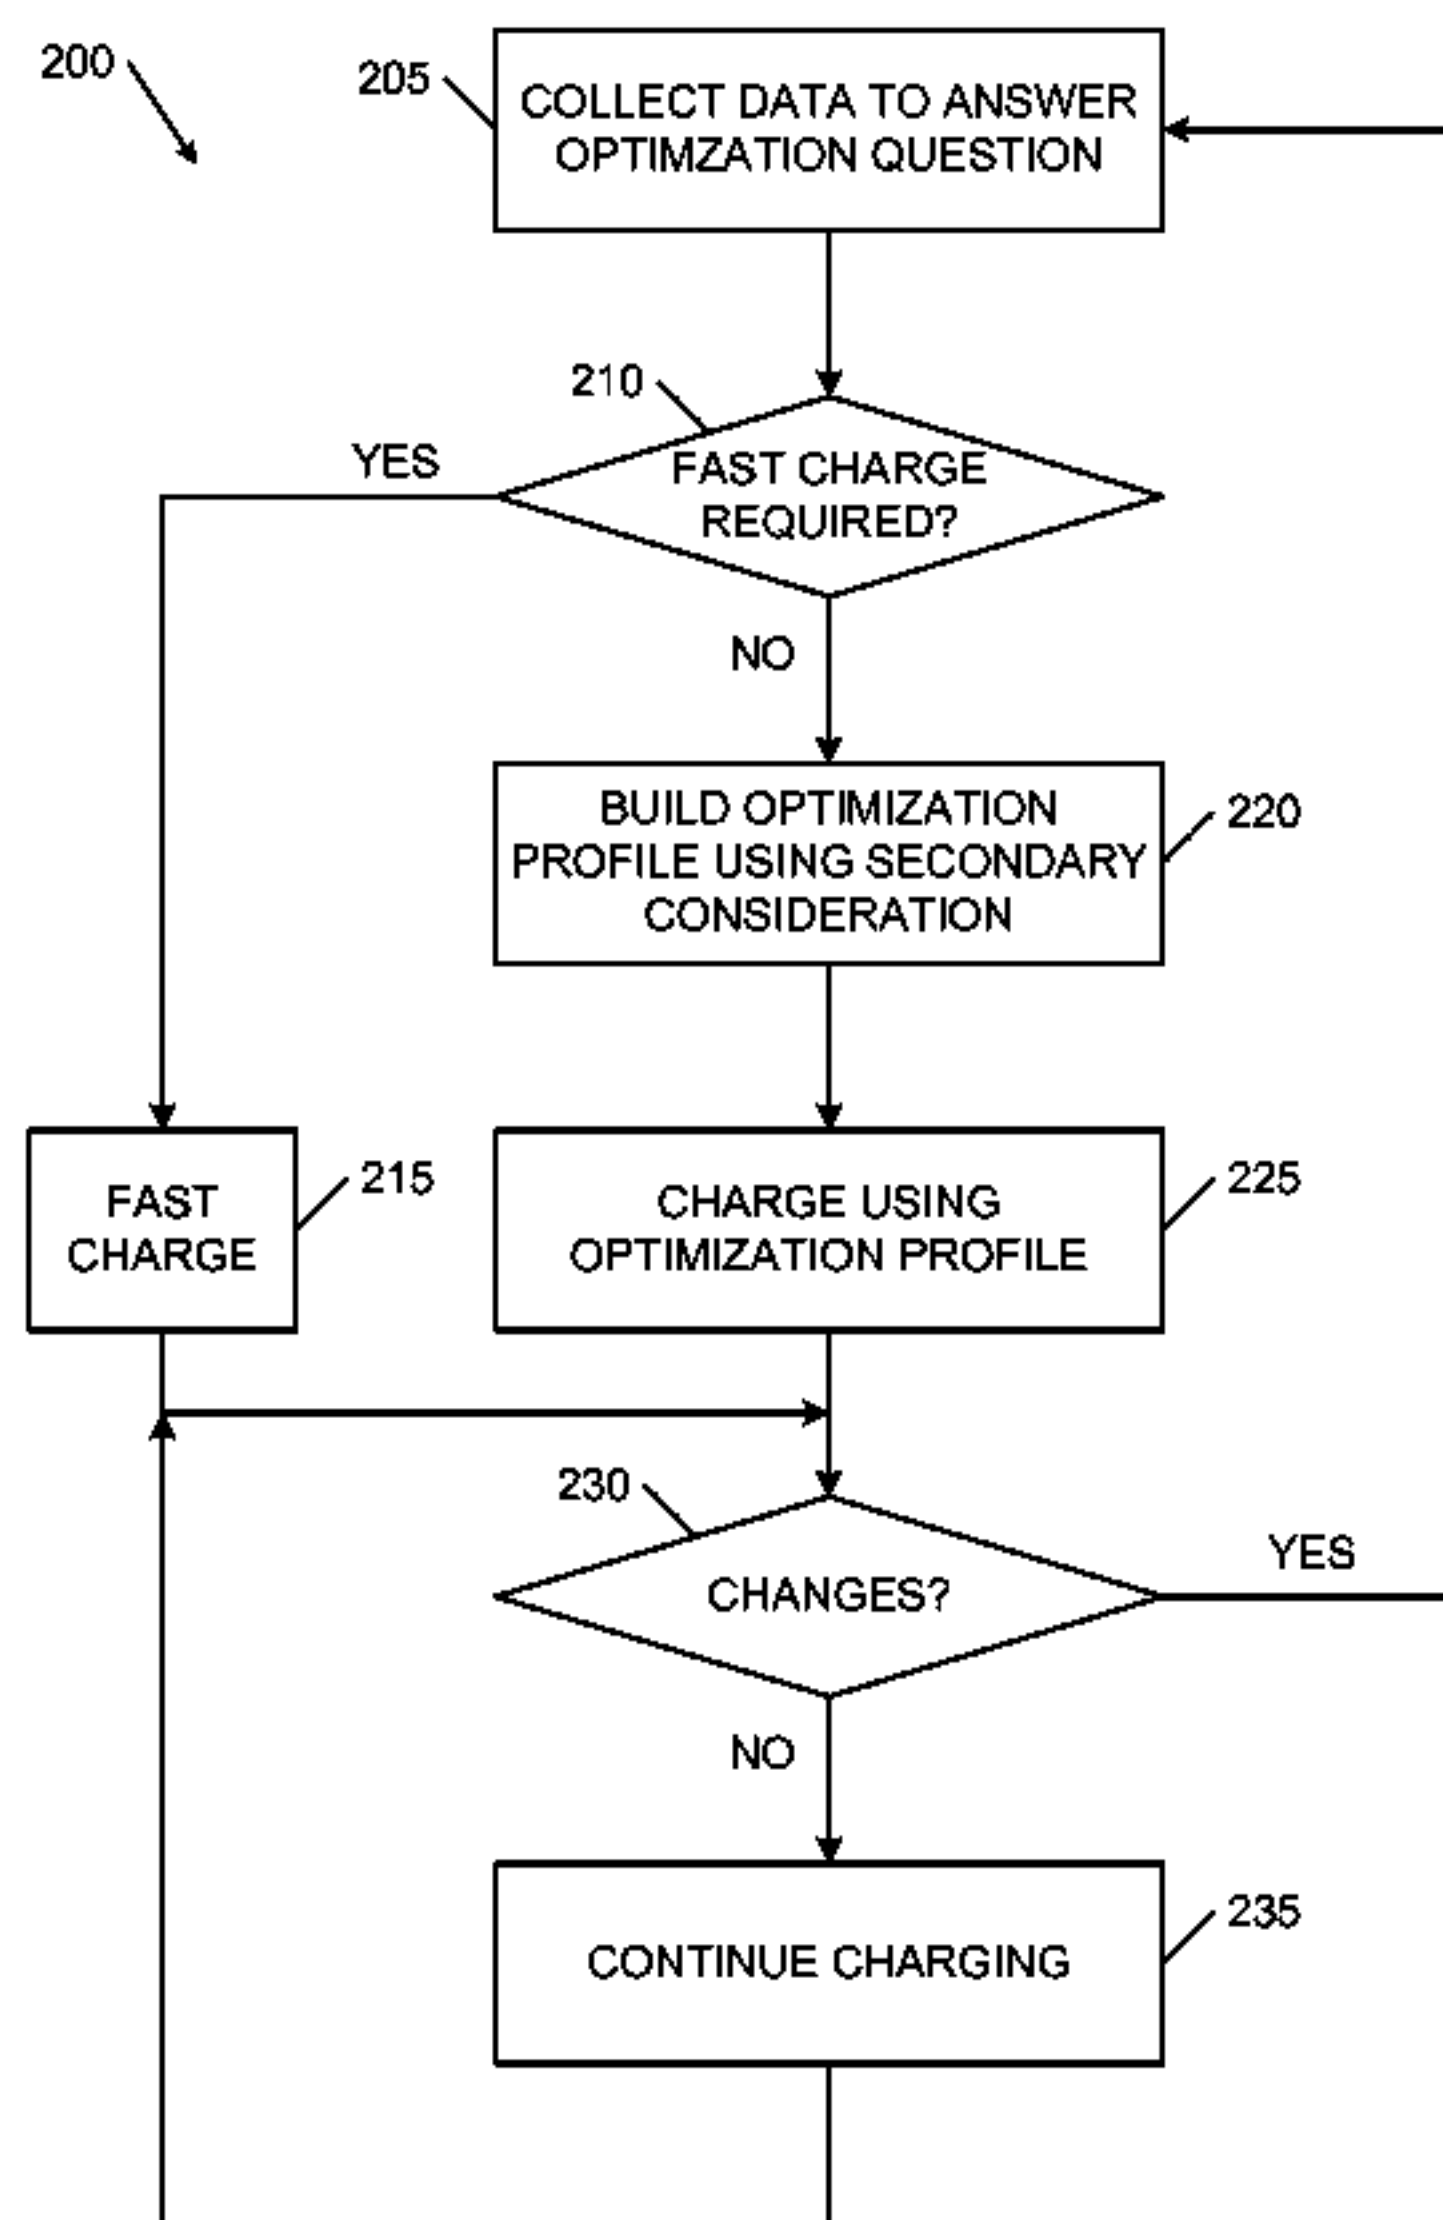 200
205
COLLECT DATA TO ANSWER
OPTIMZATION QUESTION
210
YES
FAST CHARGE
REQUIRED?
NO
BUILD OPTIMIZATION
PROFILE USING SECONDARY
CONSIDERATION
220
FAST
CHARGE
215
CHARGE USING
OPTIMIZATION PROFILE
225
230
CHANGES?
YES
NO
CONTINUE CHARGING
235